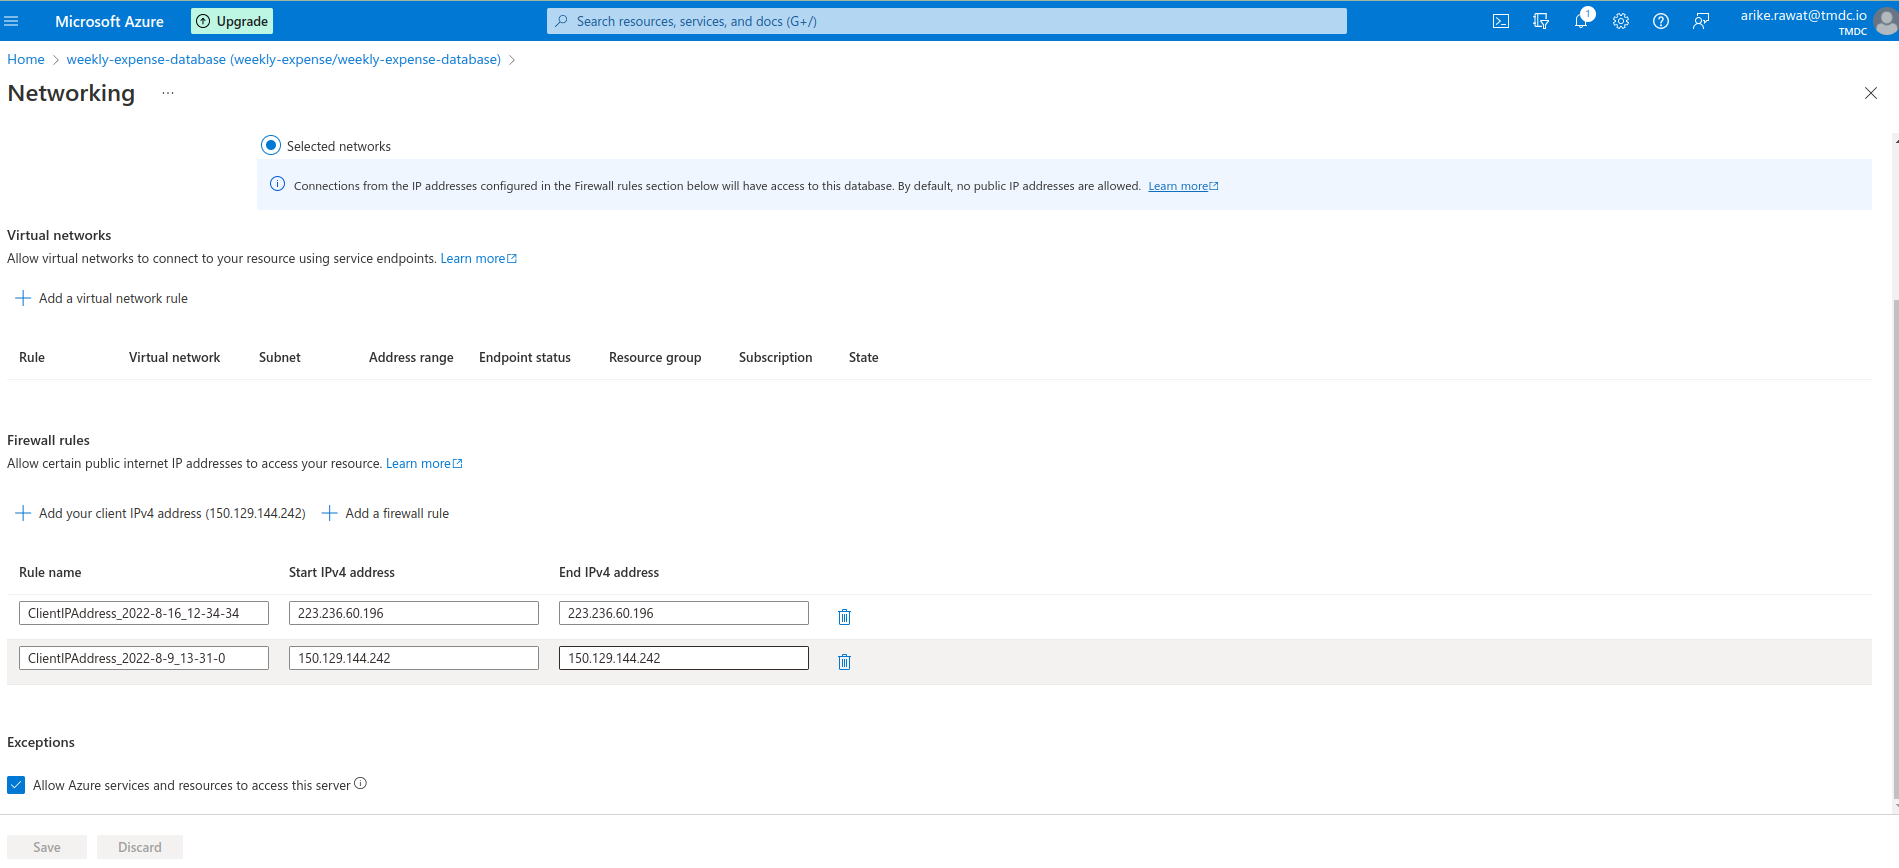 Microsoft Azure
Upgrade
Search resources, services, and docs (G+/)
1
arike.rawat@tmdc.io
TMDC
Home > weekly-expense-database (weekly-expense/weekly-expense-database) >
Networking ...
Selected networks
Connections from the IP addresses configured in the Firewall rules section below will have access to this database. By default, no public IP addresses are allowed. Learn more
Virtual networks
Allow virtual networks to connect to your resource using service endpoints. Learn more
+ Add a virtual network rule
Rule Virtual network Subnet Address range Endpoint status Resource group Subscription State
Firewall rules
Allow certain public internet IP addresses to access your resource. Learn more
+ Add your client IPv4 address (150.129.144.242) + Add a firewall rule
Rule name Start IPv4 address End IPv4 address
ClientIPAddress_2022-8-16_12-34-34 223.236.60.196 223.236.60.196
ClientIPAddress_2022-8-9_13-31-0 150.129.144.242 150.129.144.242
Exceptions
Allow Azure services and resources to access this server
Save Discard